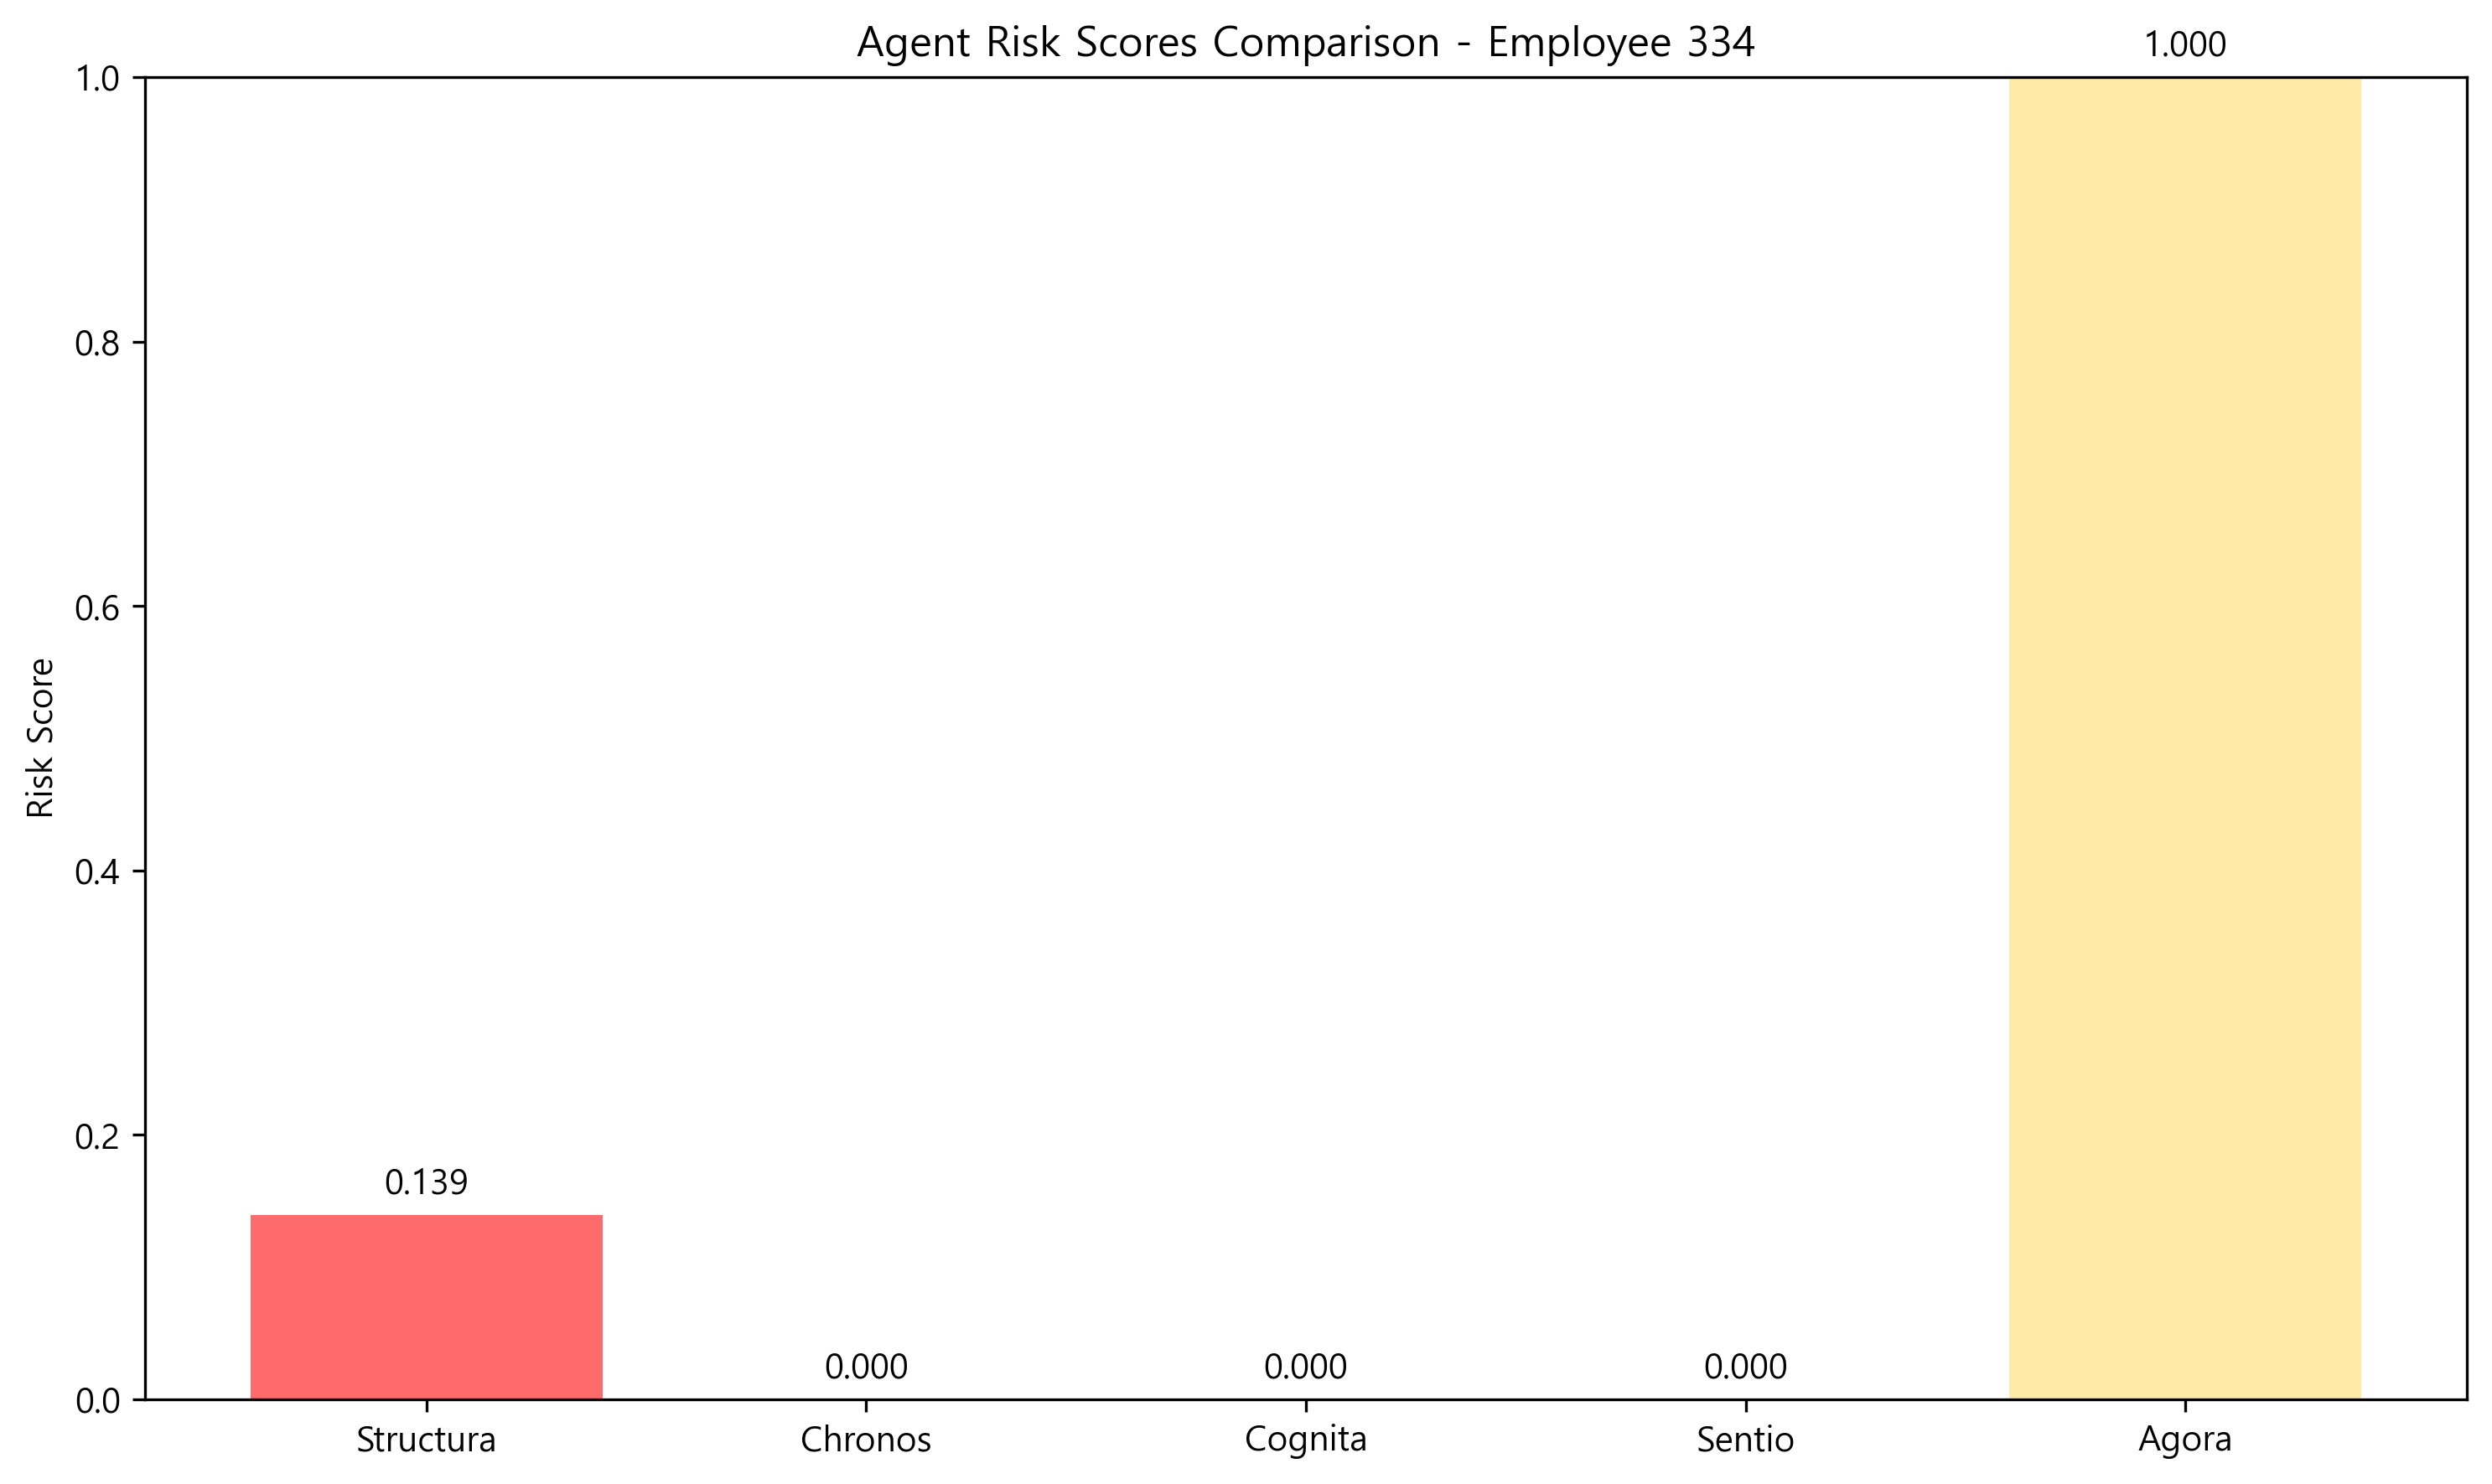 Agent Risk Scores Comparison - Employee 334
1.000
1.0
0.8
0.6
0.4
0.2
0.0
Risk Score
0.139
0.000
0.000
0.000
Structura
Chronos
Cognita
Sentio
Agora